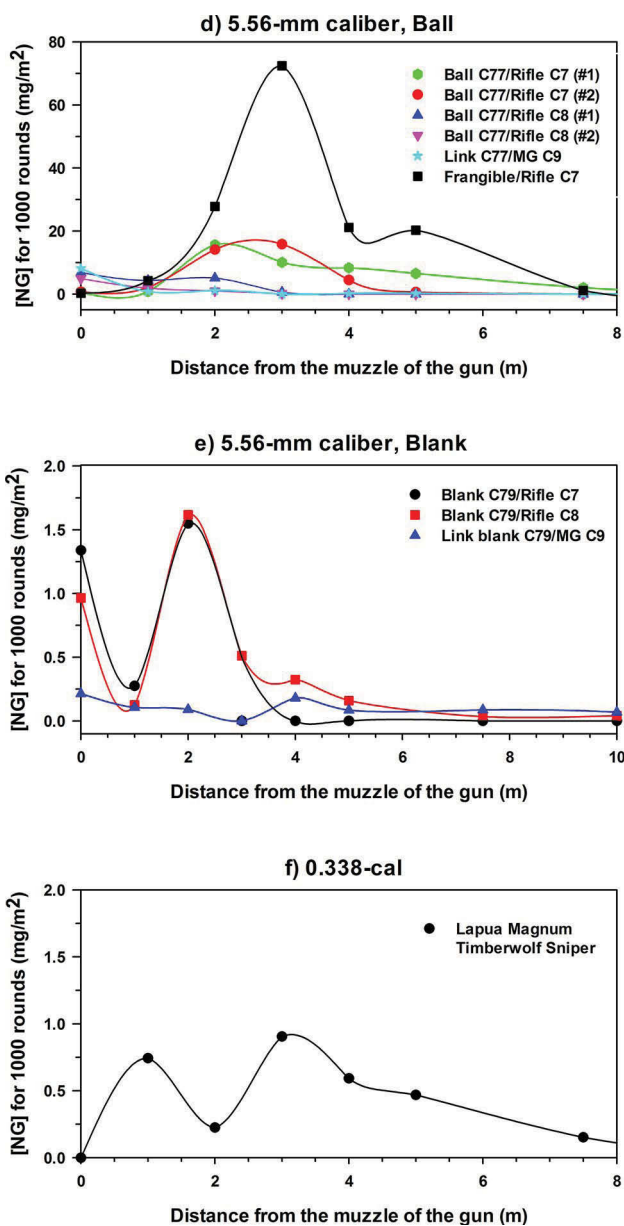 d) 5.56-mm caliber, Ball
[NG] for 1000 rounds (mg/m²)
80
60
40
20
0
Ball C77/Rifle C7 (#1)
Ball C77/Rifle C7 (#2)
Ball C77/Rifle C8 (#1)
Ball C77/Rifle C8 (#2)
Link C77/MG C9
Frangible/Rifle C7
0 2 4 6 8
Distance from the muzzle of the gun (m)
e) 5.56-mm caliber, Blank
[NG] for 1000 rounds (mg/m²)
2.0
1.5
1.0
0.5
0.0
Blank C79/Rifle C7
Blank C79/Rifle C8
Link blank C79/MG C9
0 2 4 6 8 10
Distance from the muzzle of the gun (m)
f) 0.338-cal
[NG] for 1000 rounds (mg/m²)
2.0
1.5
1.0
0.5
0.0
Lapua Magnum
Timberwolf Sniper
0 2 4 6 8
Distance from the muzzle of the gun (m)